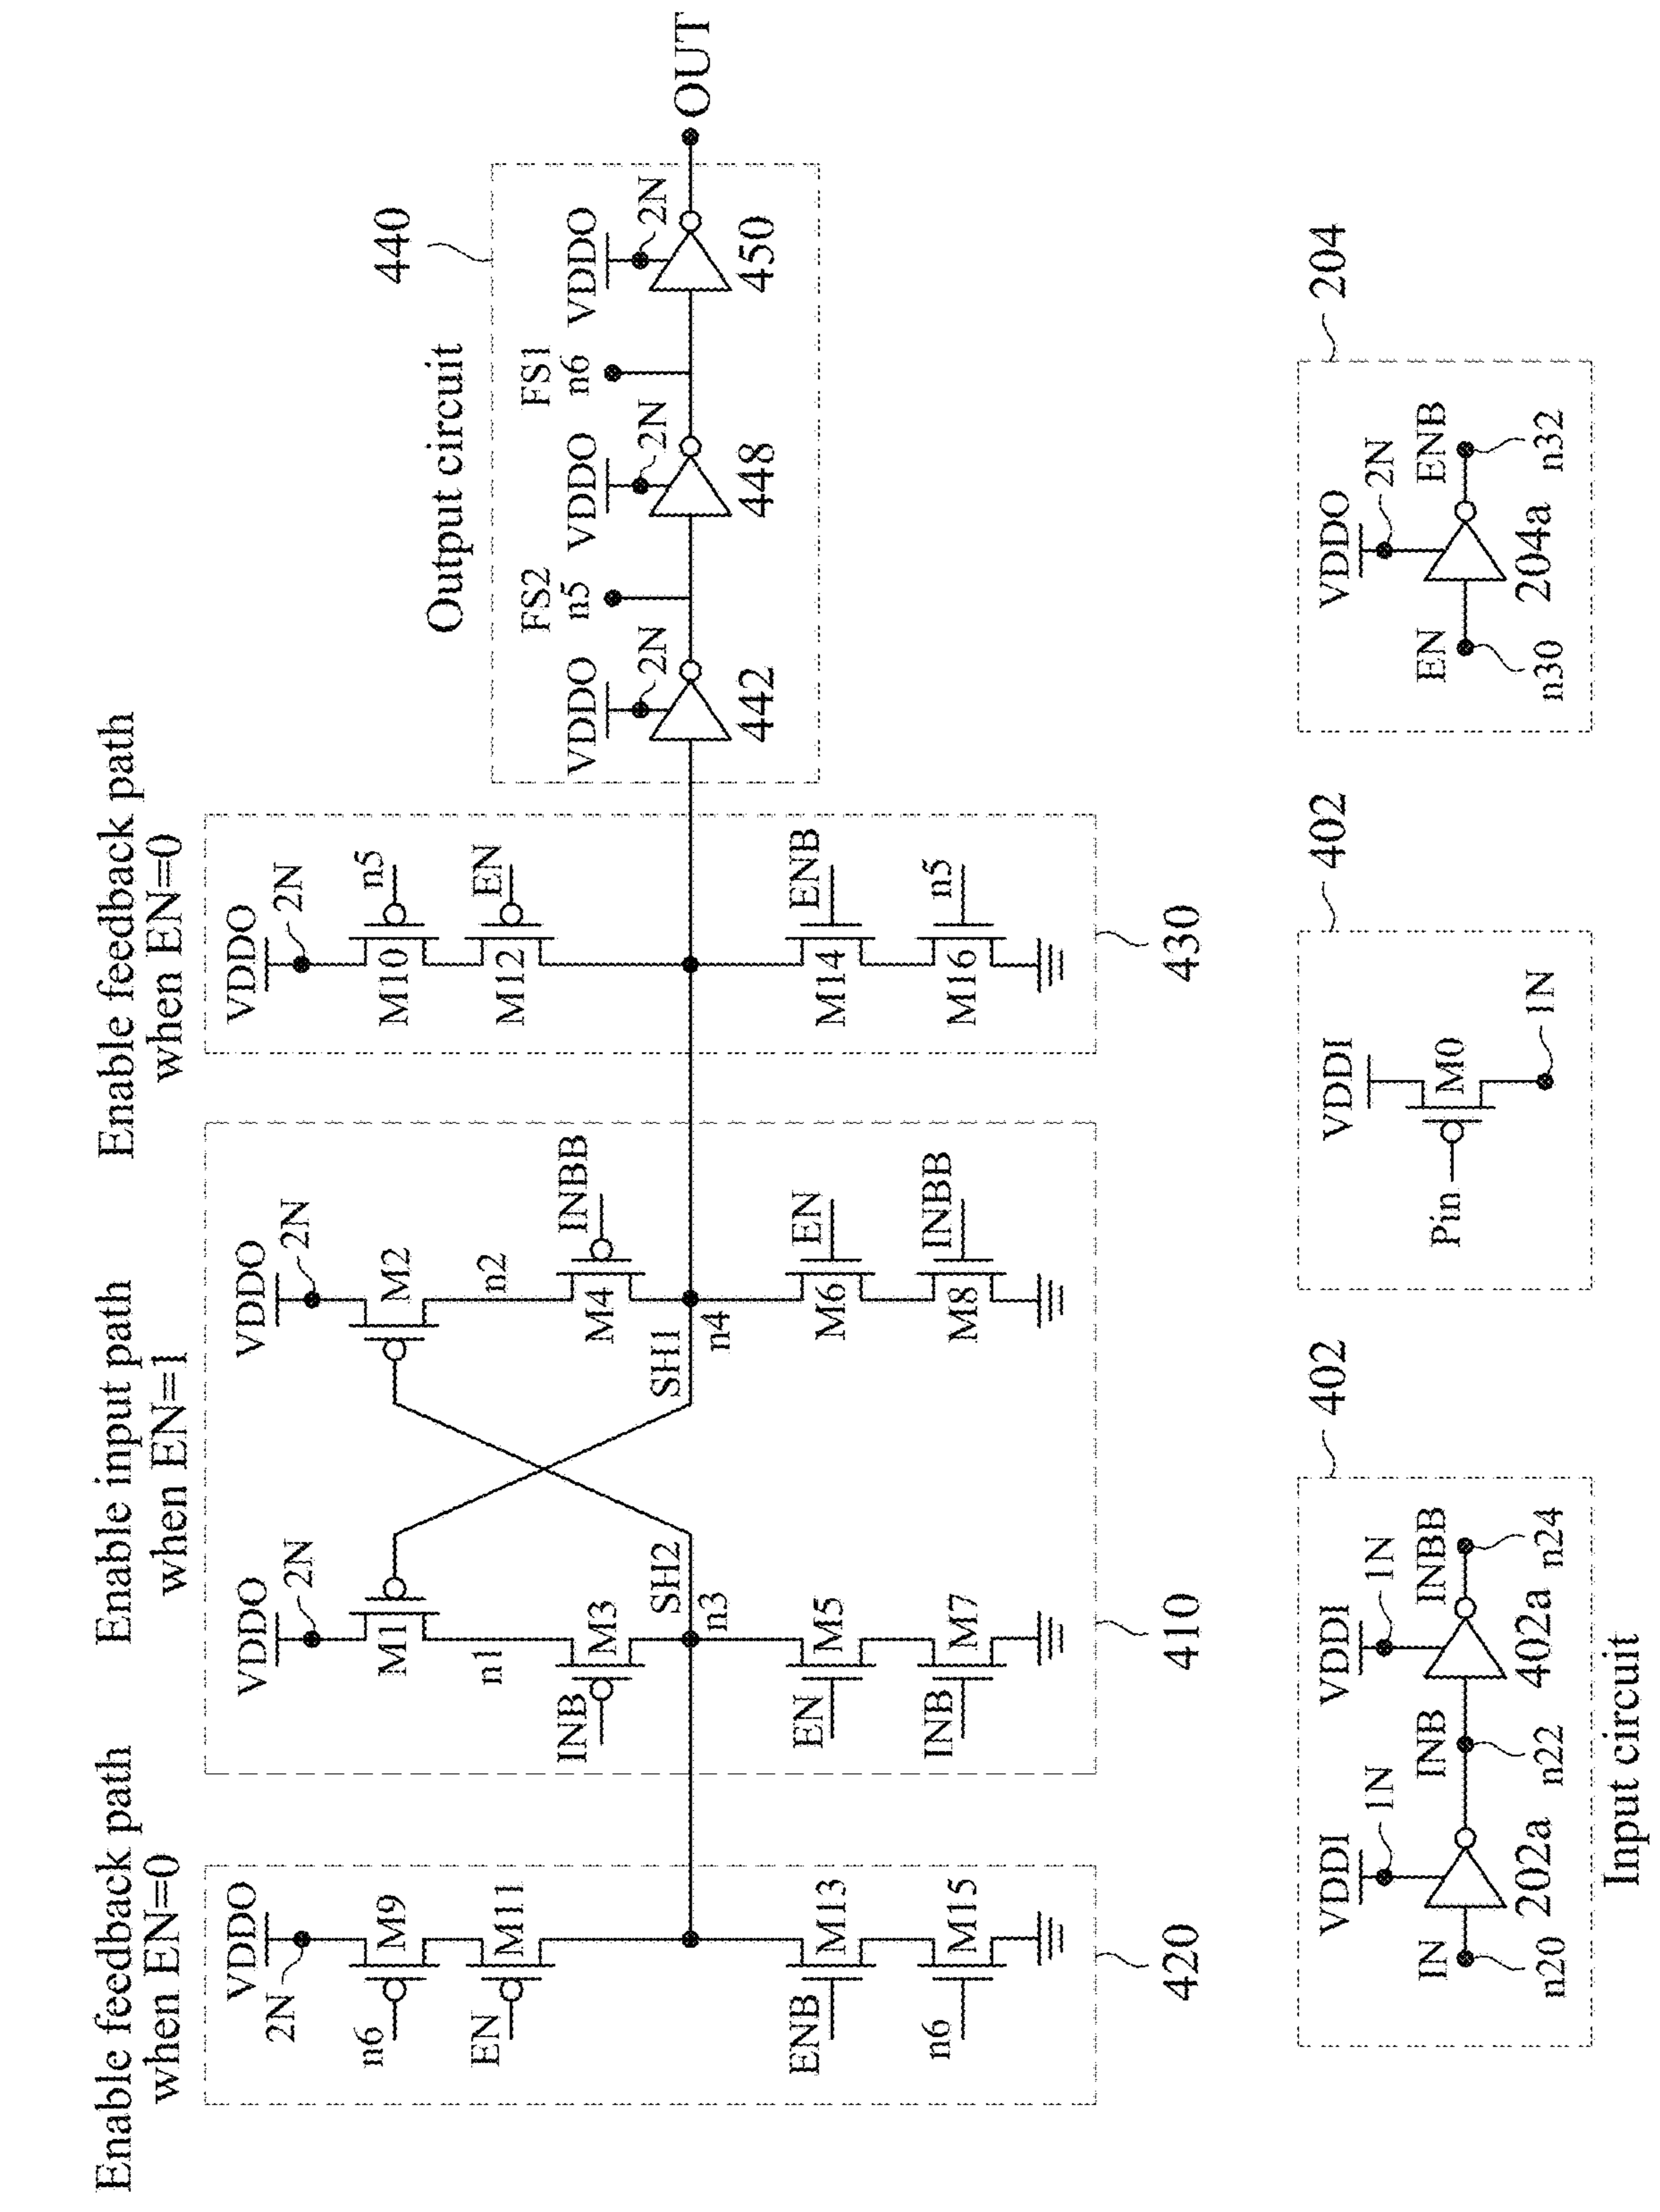 Enable feedback path
when EN=0
Enable input path
when EN=1
Enable feedback path
when EN=0
VDDO
2N
n6
M9
EN
M11
ENB
M13
n6
M15
420
VDDO
2N
M1
n1
INB
M3
SH2
n3
EN
M5
INB
M7
VDDO
2N
M2
n2
INBB
M4
SH1
n4
EN
M6
INBB
M8
410
VDDO
2N
n5
M10
EN
M12
ENB
M14
n5
M16
430
Output circuit
440
VDDO
2N
442
FS2
n5
VDDO
2N
448
FS1
n6
VDDO
2N
450
OUT
402
VDDI
1N
IN
n20
202a
INB
n22
VDDI
1N
402a
INBB
n24
Input circuit
402
VDDI
Pin
M0
1N
204
VDDO
2N
EN
n30
204a
ENB
n32